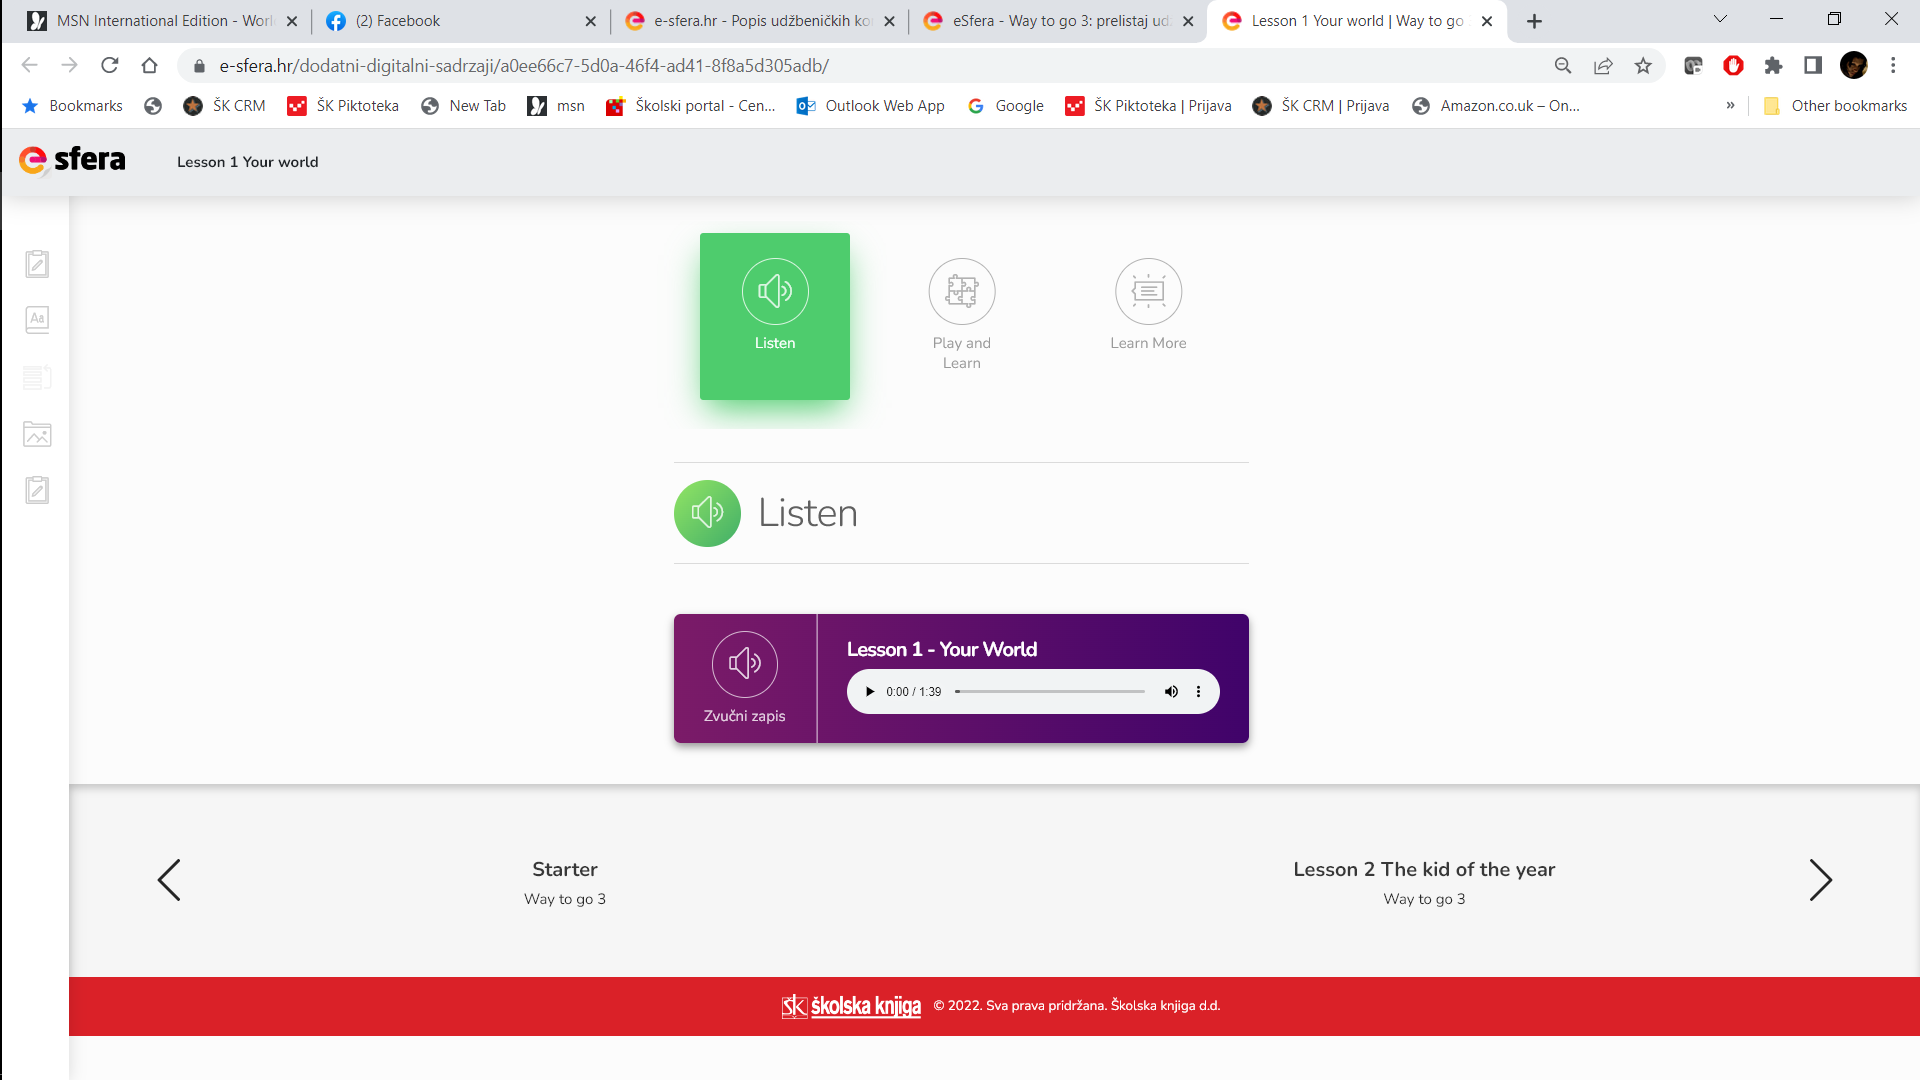 MSN International Edition - Worl
(2) Facebook
e-sfera.hr - Popis udžbeničkih ko
eSfera - Way to go 3: prelistaj ud
Lesson 1 Your world | Way to go
e-sfera.hr/dodatni-digitalni-sadrzaji/a0ee66c7-5d0a-46f4-ad41-8f8a5d305adb/
Bookmarks
ŠK CRM
ŠK Piktoteka
New Tab
msn
Školski portal - Cen...
Outlook Web App
Google
ŠK Piktoteka | Prijava
ŠK CRM | Prijava
Amazon.co.uk – On...
»
Other bookmarks
e sfera
Lesson 1 Your world
Aa
Listen
Play and
Learn
Learn More
Listen
Zvučni zapis
Lesson 1 - Your World
0:00 / 1:39
Starter
Way to go 3
Lesson 2 The kid of the year
Way to go 3
ŠK školska knjiga © 2022. Sva prava pridržana. Školska knjiga d.d.